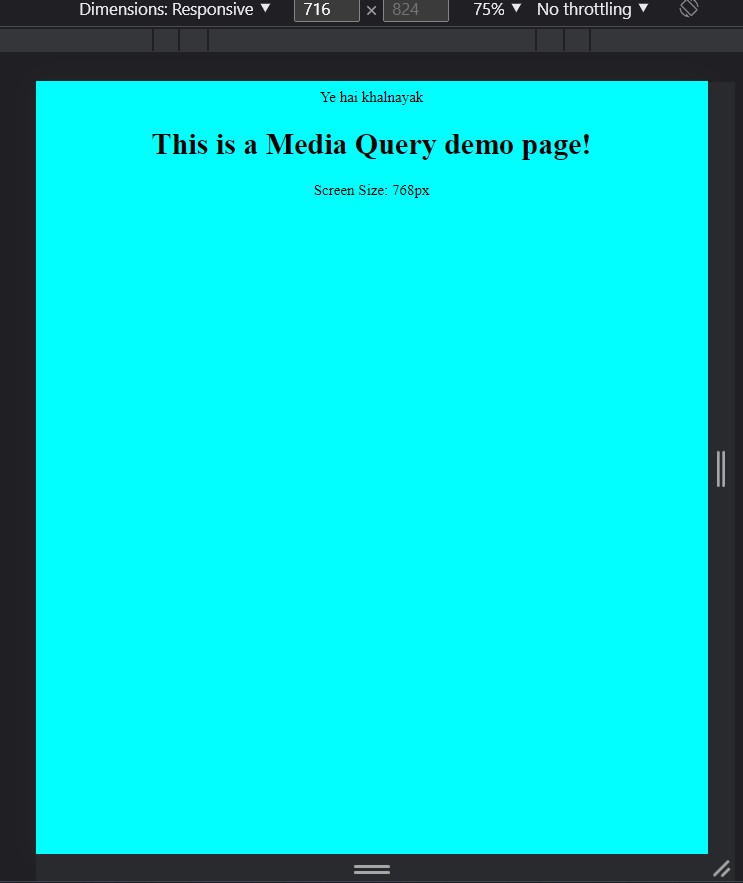 Dimensions: Responsive ▼ 716 × 824 75% ▼ No throttling ▼
Ye hai khalnayak
This is a Media Query demo page!
Screen Size: 768px